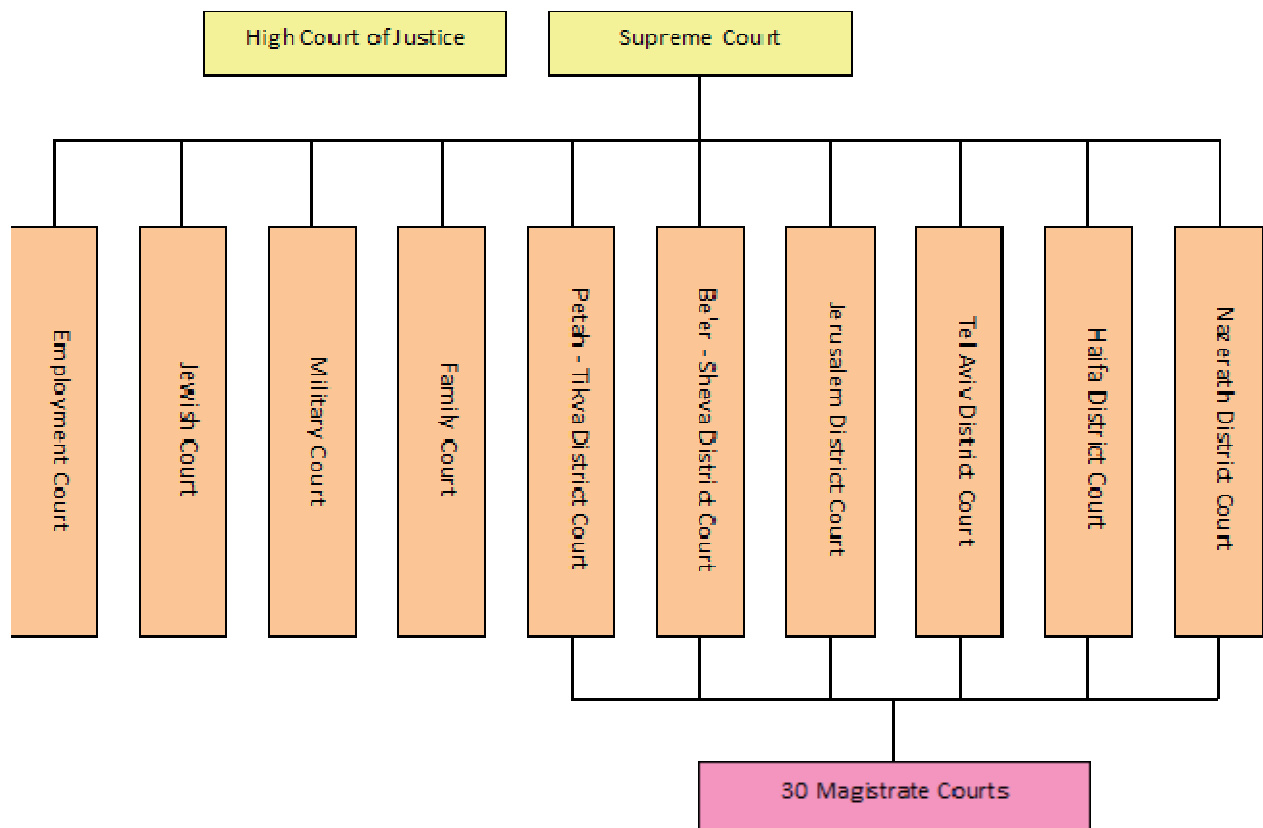 High Court of Justice
Supreme Court
Employment Court
Jewish Court
Military Court
Family Court
Petah - Tikva District Court
Be'er - Sheva District Court
Jerusalem District Court
Tel Aviv District Court
Haifa District Court
Nazerath District Court
30 Magistrate Courts